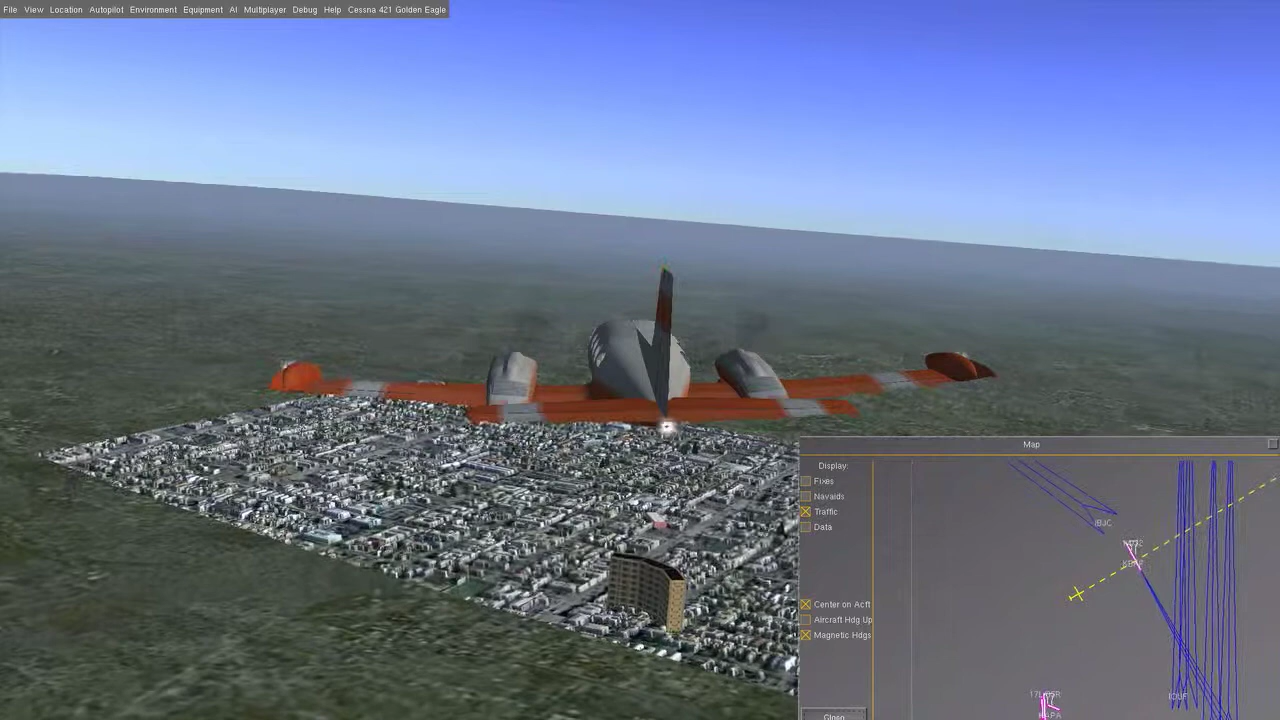 File View Location Autopilot Environment Equipment AI Multiplayer Debug Help Cessna 421 Golden Eagle
Map
Display:
Fixes
Navaids
Traffic
Data
Center on Acft
Aircraft Hdg Up
Magnetic Hdgs
Close
IBJC